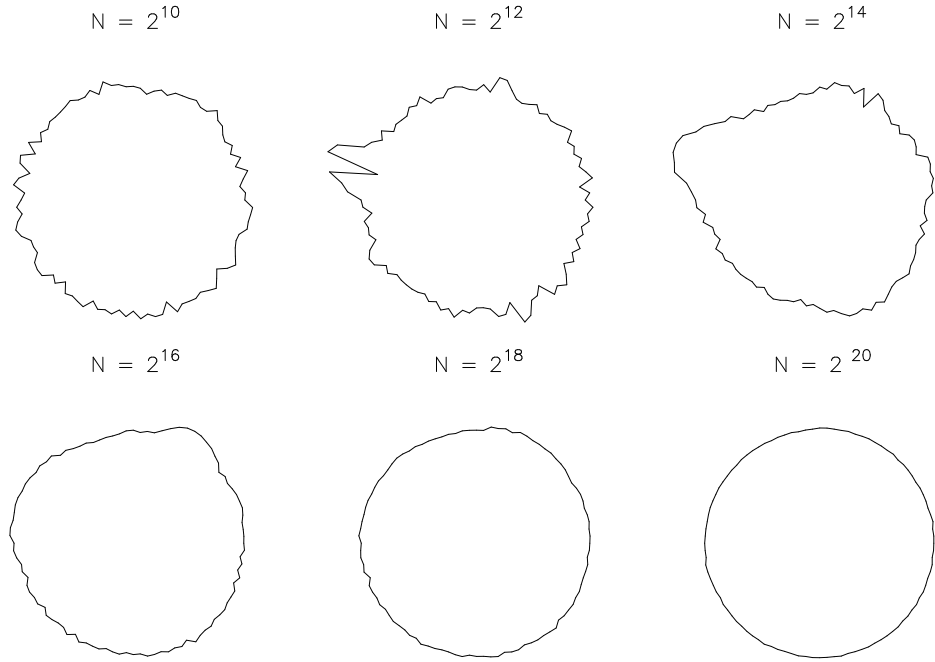 N = 2^10 N = 2^12 N = 2^14
N = 2^16 N = 2^18 N = 2^20